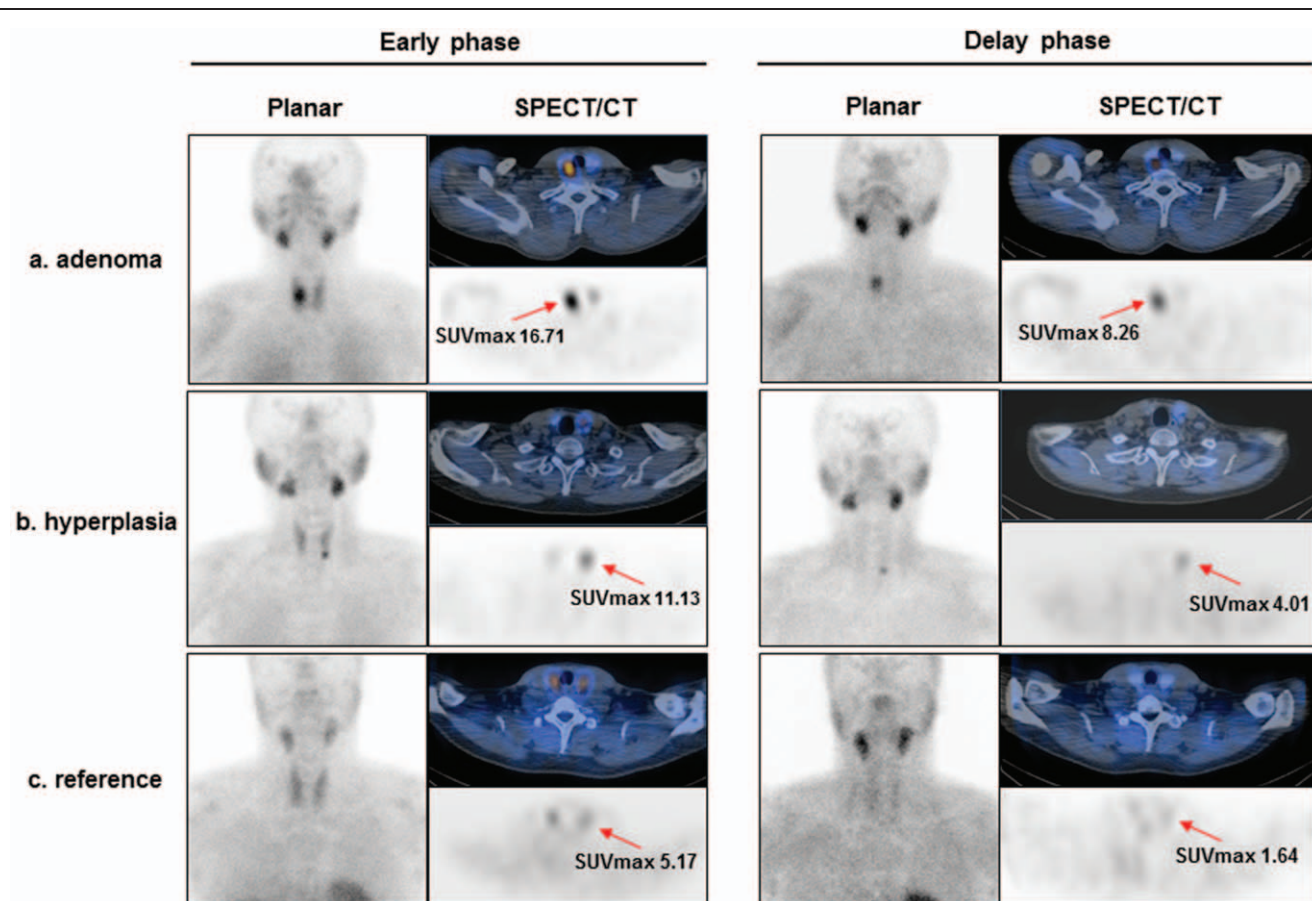 Early phase
Delay phase
Planar
SPECT/CT
Planar
SPECT/CT
a. adenoma
SUVmax 16.71
SUVmax 8.26
b. hyperplasia
SUVmax 11.13
SUVmax 4.01
c. reference
SUVmax 5.17
SUVmax 1.64